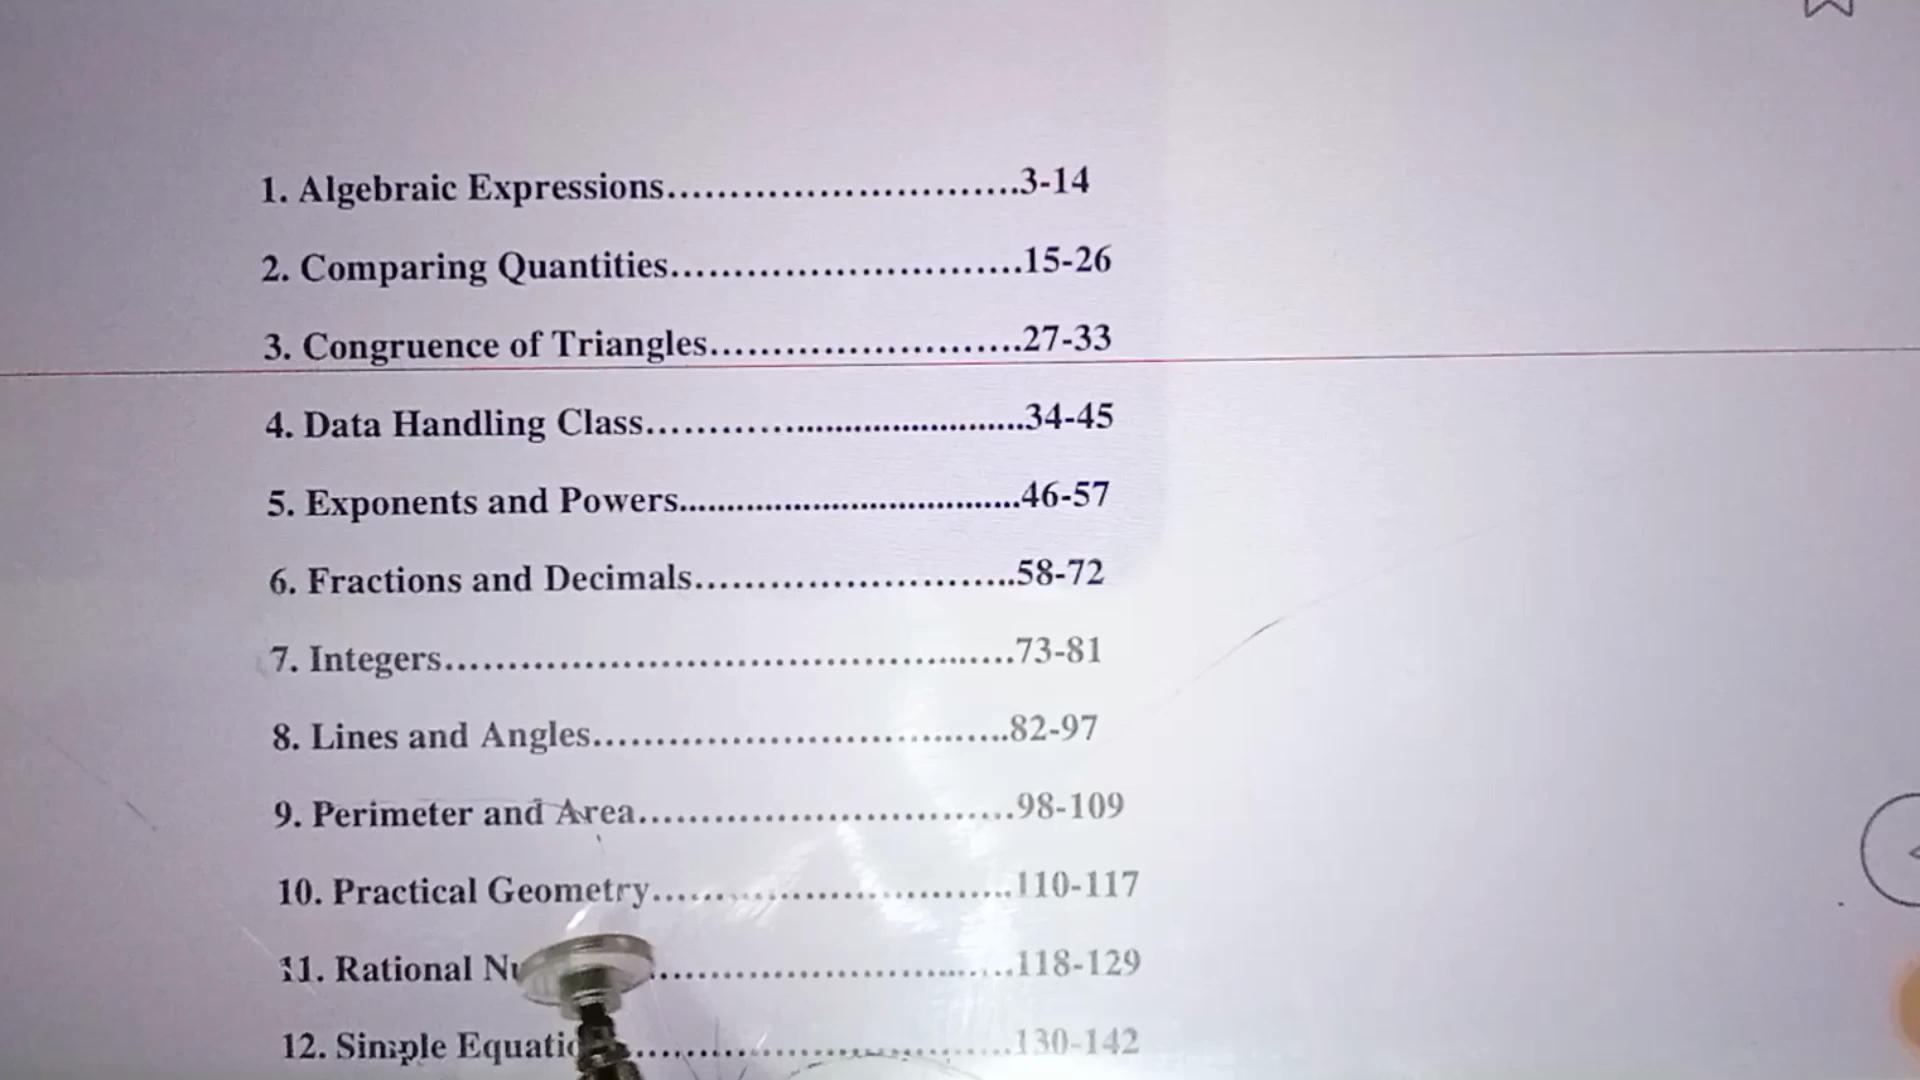 1. Algebraic Expressions............................3-14
2. Comparing Quantities............................15-26
3. Congruence of Triangles.........................27-33
4. Data Handling Class...................................34-45
5. Exponents and Powers...................................46-57
6. Fractions and Decimals..........................58-72
7. Integers..............................................73-81
8. Lines and Angles.................................82-97
9. Perimeter and Area..............................98-109
10. Practical Geometry.............................110-117
11. Rational ..............................118-129
12. Simple ..............................130-142